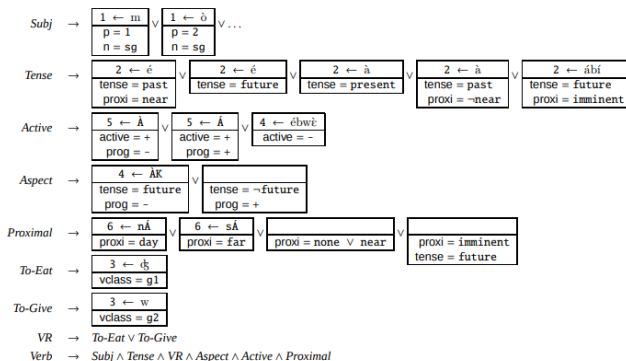 Subj → 1 ← m ∨ 1 ← ò ∨ ...
p = 1 p = 2
n = sg n = sg
Tense → 2 ← é ∨ 2 ← é ∨ 2 ← à ∨ 2 ← à ∨ 2 ← ábí
tense = past tense = future tense = present tense = past tense = future
proxi = near proxi = ¬near proxi = imminent
Active → 5 ← À ∨ 5 ← Á ∨ 4 ← ébwɛ̀
active = + active = + active = -
prog = - prog = +
Aspect → 4 ← ÀK ∨
tense = future tense = ¬future
prog = - prog = +
Proximal → 6 ← nÁ ∨ 6 ← sÁ ∨ ∨
proxi = day proxi = far proxi = none ∨ near proxi = imminent
tense = future
To-Eat → 3 ← ʤ
vclass = g1
To-Give → 3 ← w
vclass = g2
VR → To-Eat ∨ To-Give
Verb → Subj ∧ Tense ∧ VR ∧ Aspect ∧ Active ∧ Proximal